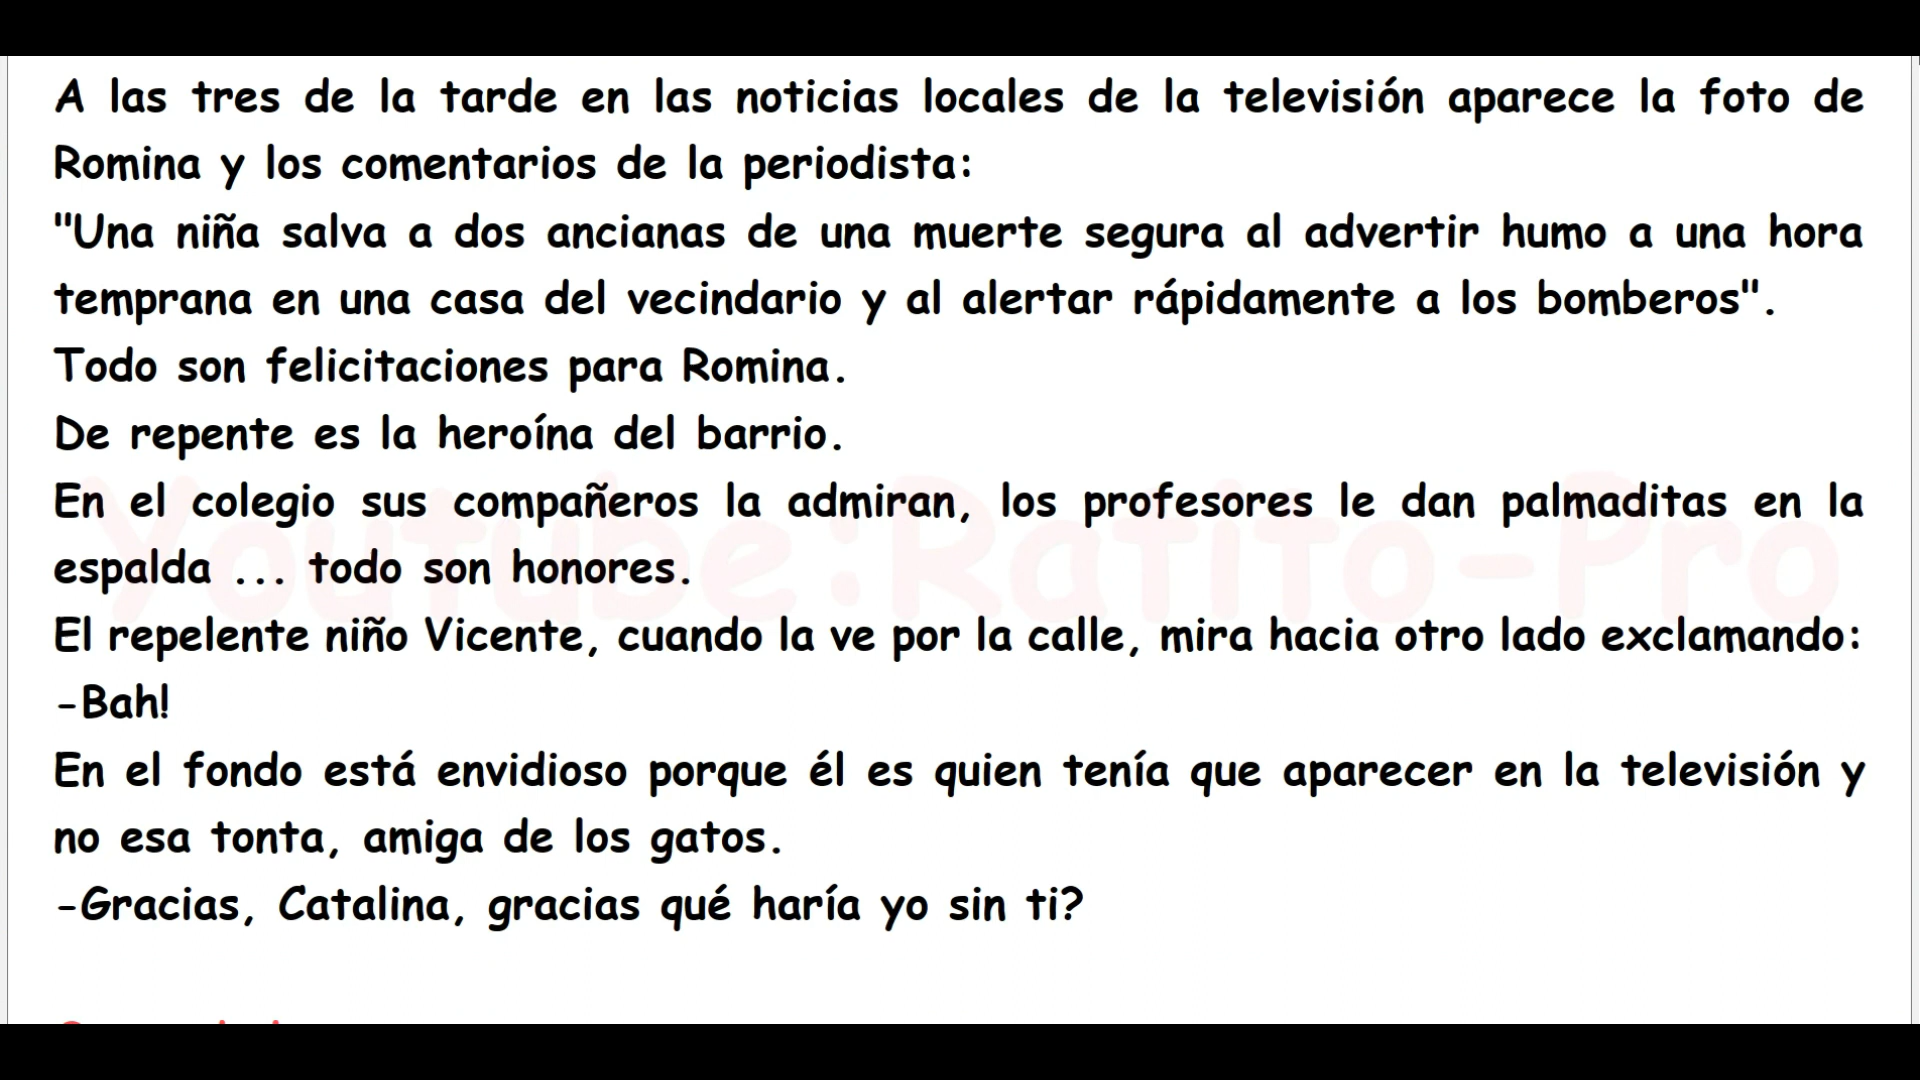 A las tres de la tarde en las noticias locales de la televisión aparece la foto de
Romina y los comentarios de la periodista:
"Una niña salva a dos ancianas de una muerte segura al advertir humo a una hora
temprana en una casa del vecindario y al alertar rápidamente a los bomberos".
Todo son felicitaciones para Romina.
De repente es la heroína del barrio.
En el colegio sus compañeros la admiran, los profesores le dan palmaditas en la
espalda ... todo son honores.
Youtube:Ratito-Pro
El repelente niño Vicente, cuando la ve por la calle, mira hacia otro lado exclamando:
-Bah!
En el fondo está envidioso porque él es quien tenía que aparecer en la televisión y
no esa tonta, amiga de los gatos.
-Gracias, Catalina, gracias qué haría yo sin ti?